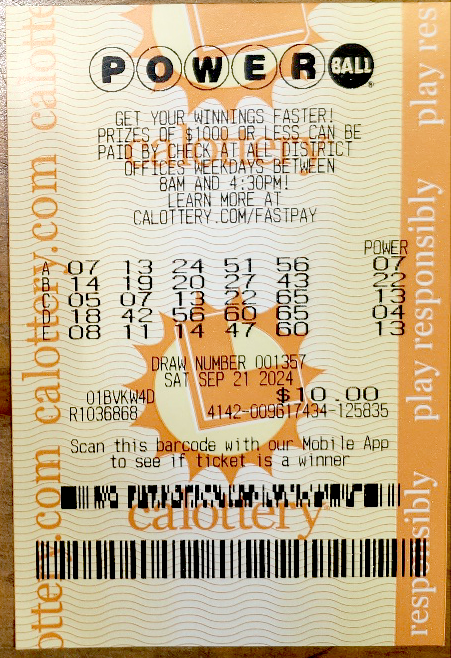 POWER BALL
GET YOUR WINNINGS FASTER!
PRIZES OF $1000 OR LESS CAN BE
PAID BY CHECK AT ALL DISTRICT
OFFICES WEEKDAYS BETWEEN
8AM AND 4:30PM!
LEARN MORE AT
CALOTTERY.COM/FASTPAY
POWER
A 07 13 24 51 56 07
B 14 19 20 27 43 22
C 05 07 13 22 65 13
D 18 42 56 60 65 04
E 08 11 14 47 60 13
DRAW NUMBER 001357
SAT SEP 21 2024
01BVKW4D $10.00
R1036868 4142-009617434-125835
Scan this barcode with our Mobile App
to see if ticket is a winner
calottery
calottery
ottery.com calottery.com calott
responsibly play responsibly play res